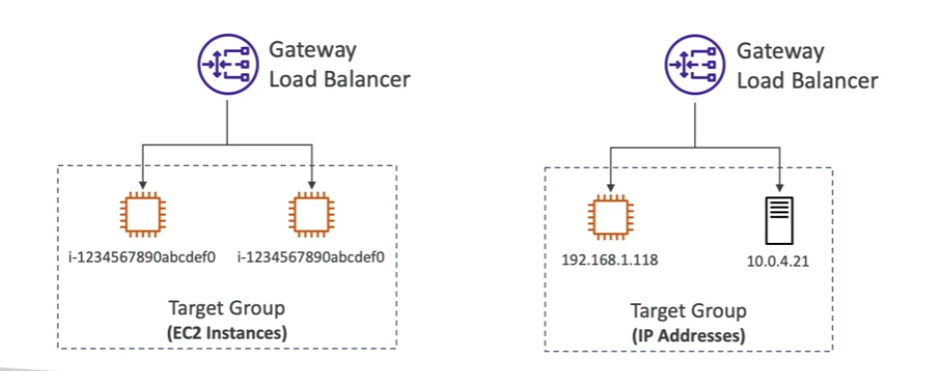 Gateway
Load Balancer
i-1234567890abcdef0
i-1234567890abcdef0
Target Group
(EC2 Instances)
Gateway
Load Balancer
192.168.1.118
10.0.4.21
Target Group
(IP Addresses)